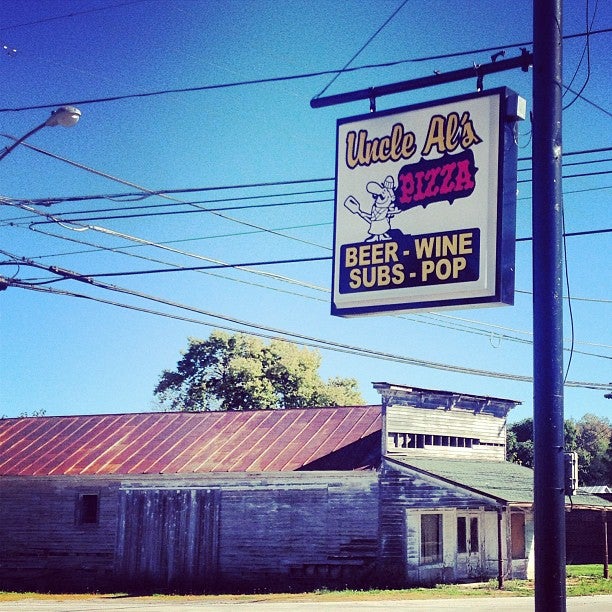 Uncle Al's
PIZZA
BEER - WINE
SUBS - POP